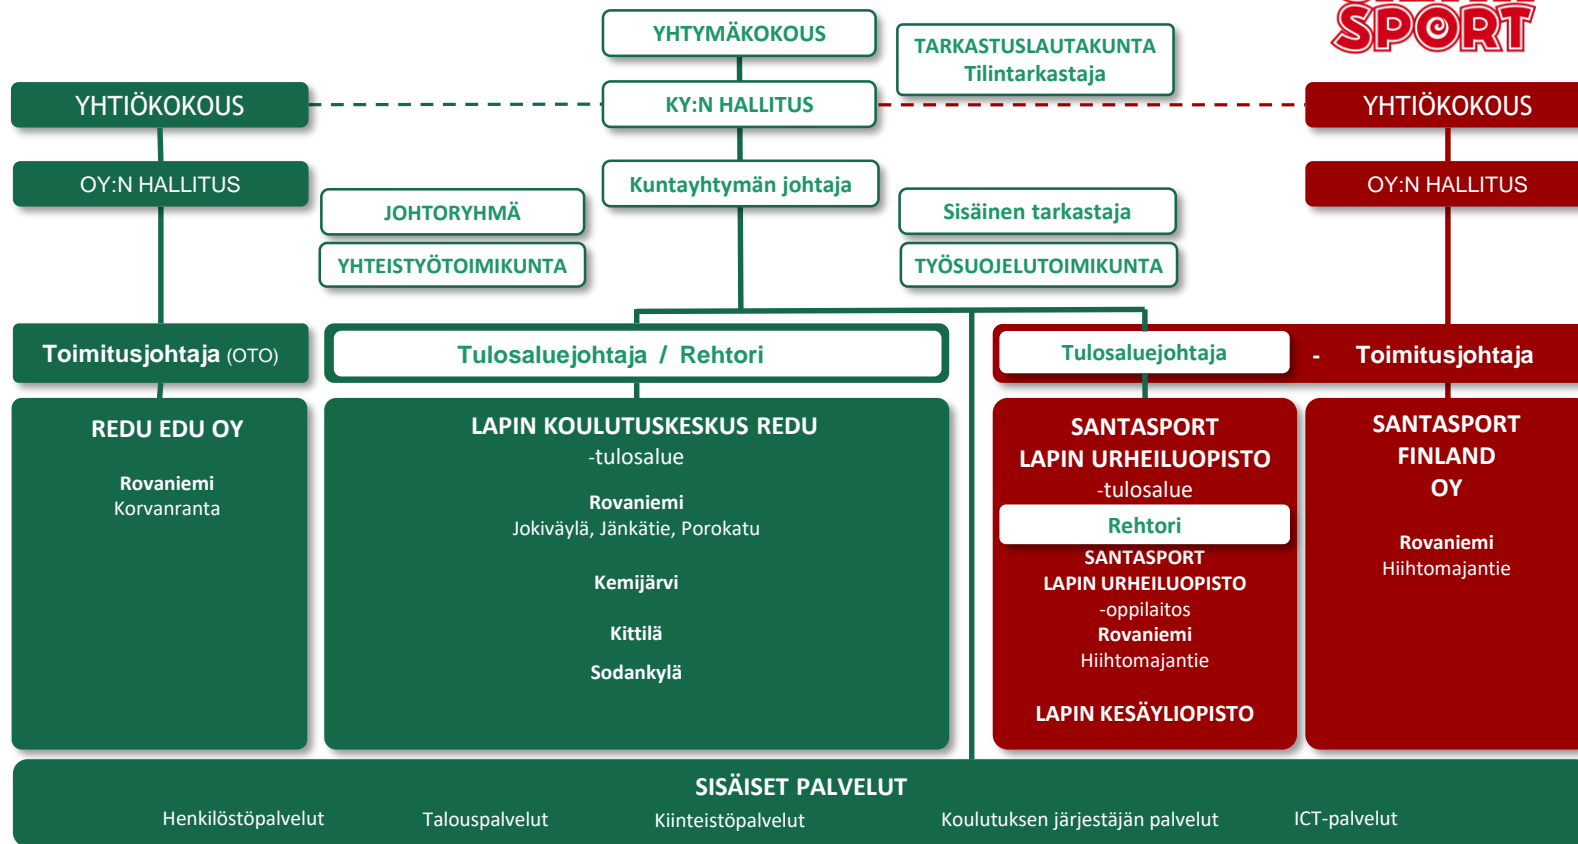 SPORT
YHTYMÄKOKOUS
TARKASTUSLAUTAKUNTA
Tilintarkastaja
YHTIÖKOKOUS
KY:N HALLITUS
YHTIÖKOKOUS
OY:N HALLITUS
Kuntayhtymän johtaja
OY:N HALLITUS
JOHTORYHMÄ
Sisäinen tarkastaja
YHTEISTYÖTOIMIKUNTA
TYÖSUOJELUTOIMIKUNTA
Toimitusjohtaja (OTO)
Tulosaluejohtaja / Rehtori
Tulosaluejohtaja - Toimitusjohtaja
REDU EDU OY
Rovaniemi
Korvanranta
LAPIN KOULUTUSKESKUS REDU
-tulosalue
Rovaniemi
Jokiväylä, Jänkätie, Porokatu
Kemijärvi
Kittilä
Sodankylä
SANTASPORT
LAPIN URHEILUOPISTO
-tulosalue
Rehtori
SANTASPORT
LAPIN URHEILUOPISTO
-oppilaitos
Rovaniemi
Hiihtomajantie
LAPIN KESÄYLIOPISTO
SANTASPORT
FINLAND
OY
Rovaniemi
Hiihtomajantie
SISÄISET PALVELUT
Henkilöstöpalvelut Talouspalvelut Kiinteistöpalvelut Koulutuksen järjestäjän palvelut ICT-palvelut